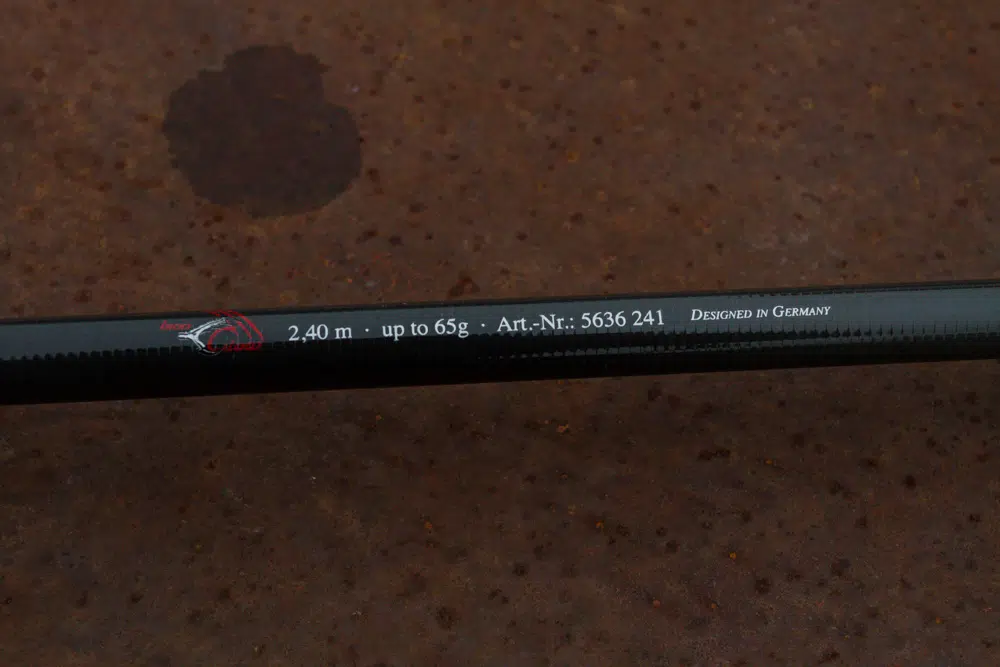 2,40 m · up to 65g · Art.-Nr.: 5636 241 Designed in Germany